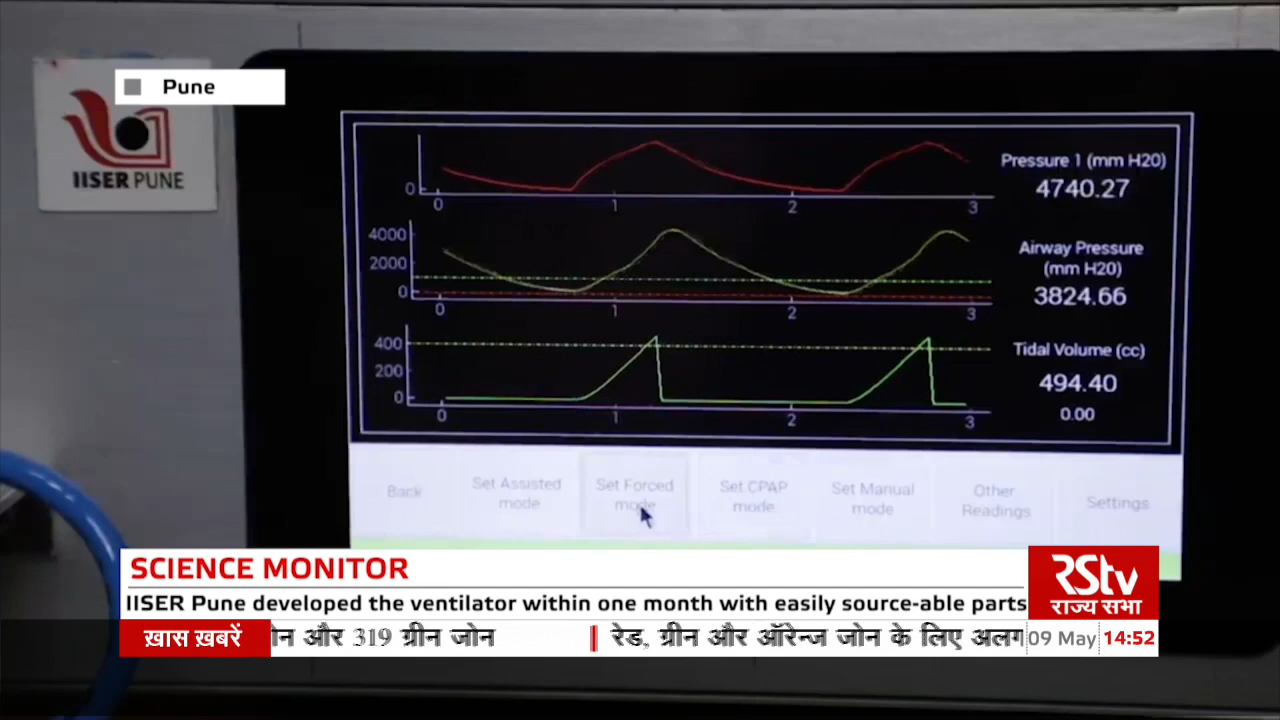 Pune
IISER PUNE
Pressure 1 (mm H20)
4740.27
0
0 1 2 3
Airway Pressure
(mm H20)
3824.66
4000
2000
0
0 1 2 3
Tidal Volume (cc)
494.40
0.00
400
200
0
0 1 2 3
Back
Set Assisted
mode
Set Forced
mode
Set CPAP
mode
Set Manual
mode
Other
Readings
Settings
SCIENCE MONITOR
IISER Pune developed the ventilator within one month with easily source-able parts
RStv
राज्य सभा
ख़ास ख़बरें
और 319 ग्रीन जोन | रेड, ग्रीन और ऑरेन्ज जोन के लिए अलग
09 May 14:52